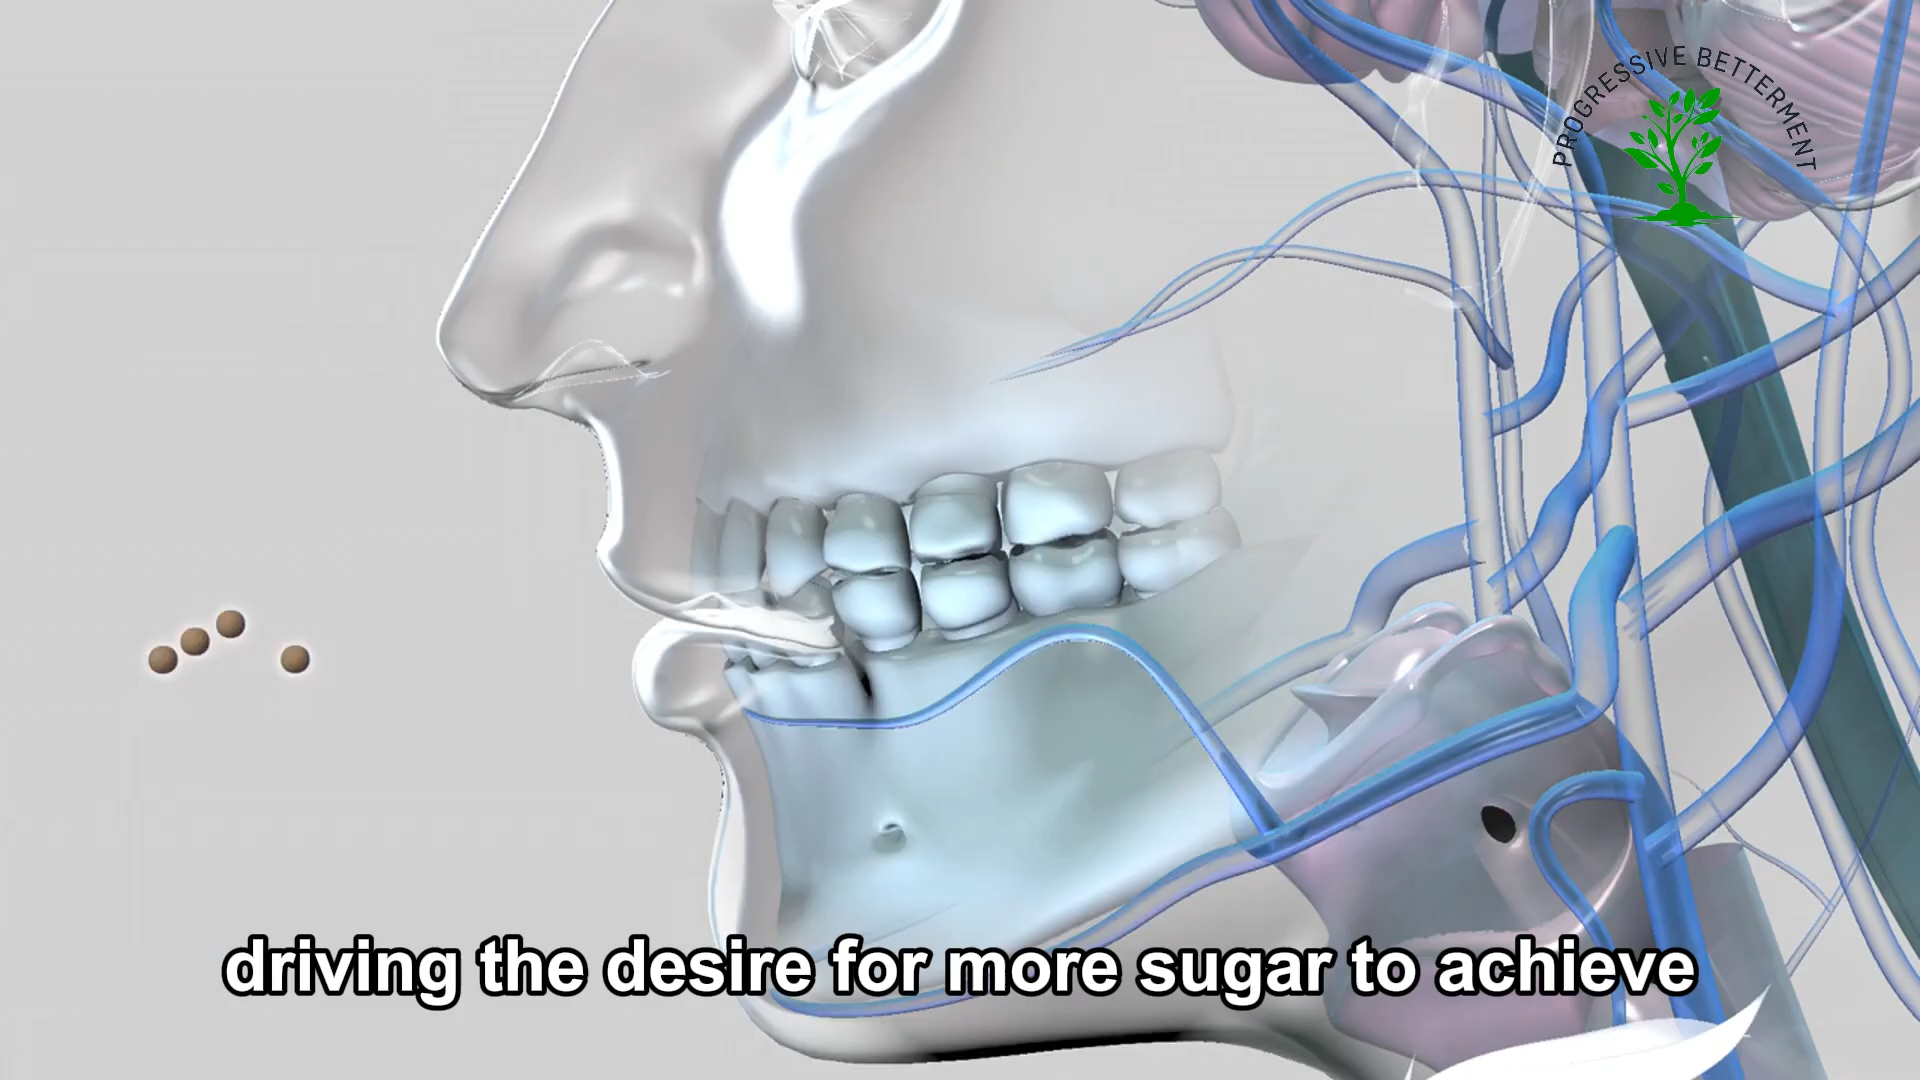 PROGRESSIVE BETTERMENT
driving the desire for more sugar to achieve